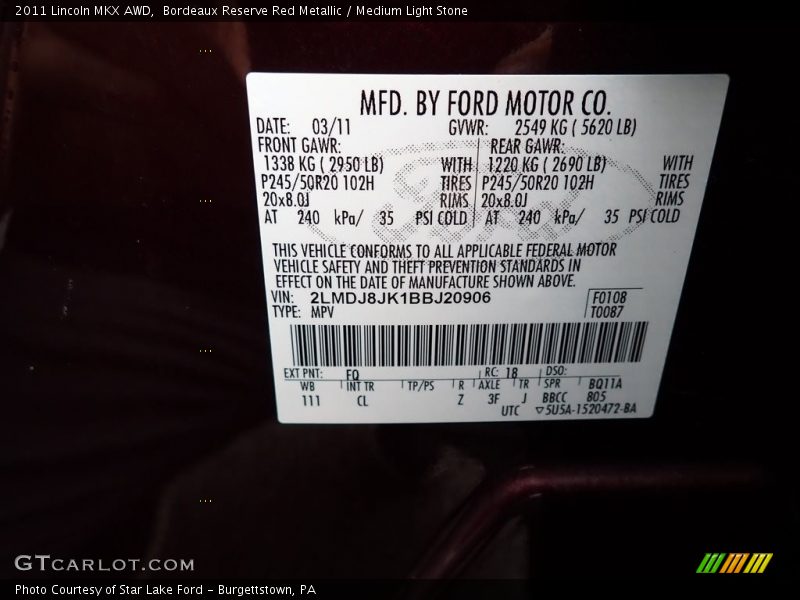 2011 Lincoln MKX AWD,  Bordeaux Reserve Red Metallic / Medium Light Stone
MFD. BY FORD MOTOR CO.
DATE: 03/11 GVWR: 2549 KG ( 5620 LB)
FRONT GAWR: REAR GAWR:
1338 KG ( 2950 LB) WITH 1220 KG ( 2690 LB) WITH
P245/50R20 102H TIRES P245/50R20 102H TIRES
20x8.0J RIMS 20x8.0J RIMS
AT 240 kPa/ 35 PSI COLD AT 240 kPa/ 35 PSI COLD
THIS VEHICLE CONFORMS TO ALL APPLICABLE FEDERAL MOTOR
VEHICLE SAFETY AND THEFT PREVENTION STANDARDS IN
EFFECT ON THE DATE OF MANUFACTURE SHOWN ABOVE.
VIN: 2LMDJ8JK1BBJ20906 F0108
TYPE: MPV T0087
EXT PNT: FQ RC: 18 DSO:
WB INT TR TP/PS R AXLE TR SPR BQ11A
111 CL Z 3F J BBCC 805
UTC ▽5U5A-1520472-BA
GTCARLOT.COM
Photo Courtesy of Star Lake Ford - Burgettstown, PA